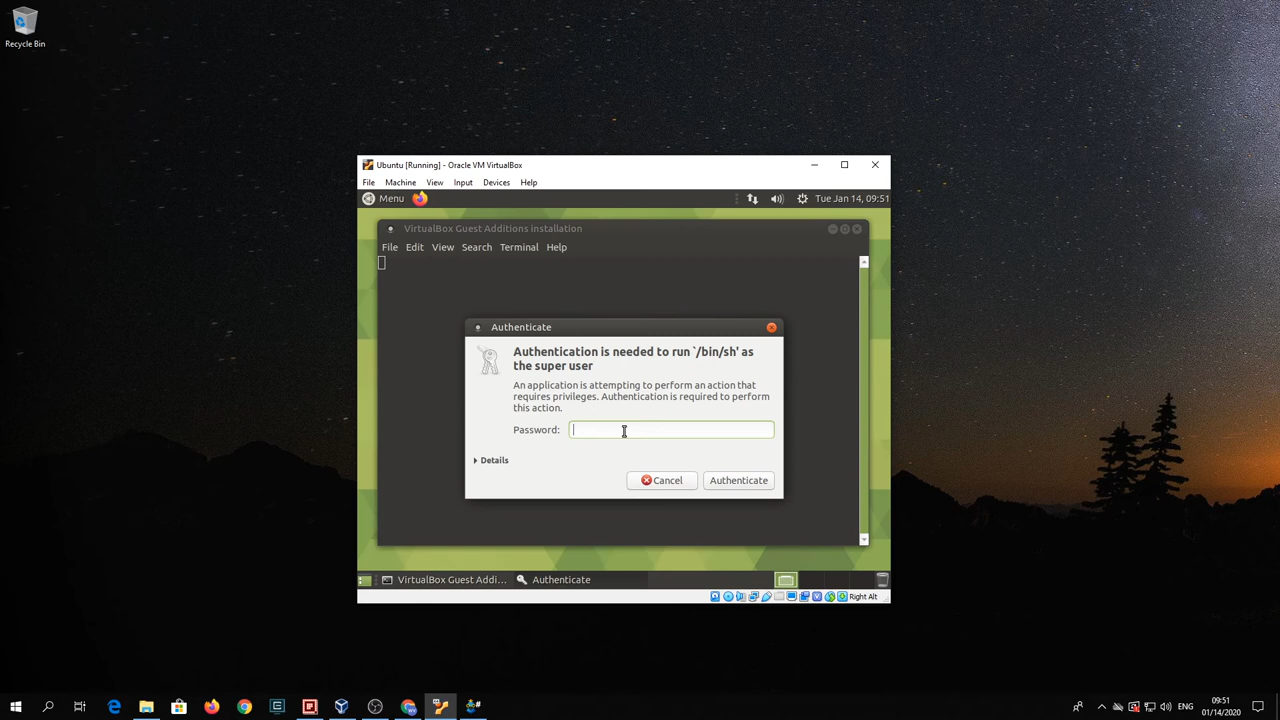 Recycle Bin
Ubuntu [Running] - Oracle VM VirtualBox
File Machine View Input Devices Help
Menu Tue Jan 14, 09:51
VirtualBox Guest Additions installation
File Edit View Search Terminal Help
Authenticate
Authentication is needed to run `/bin/sh' as
the super user
An application is attempting to perform an action that
requires privileges. Authentication is required to perform
this action.
Password:
Details
Cancel Authenticate
VirtualBox Guest Addi... Authenticate
Right Alt
ENG
09:51
01/14/2020